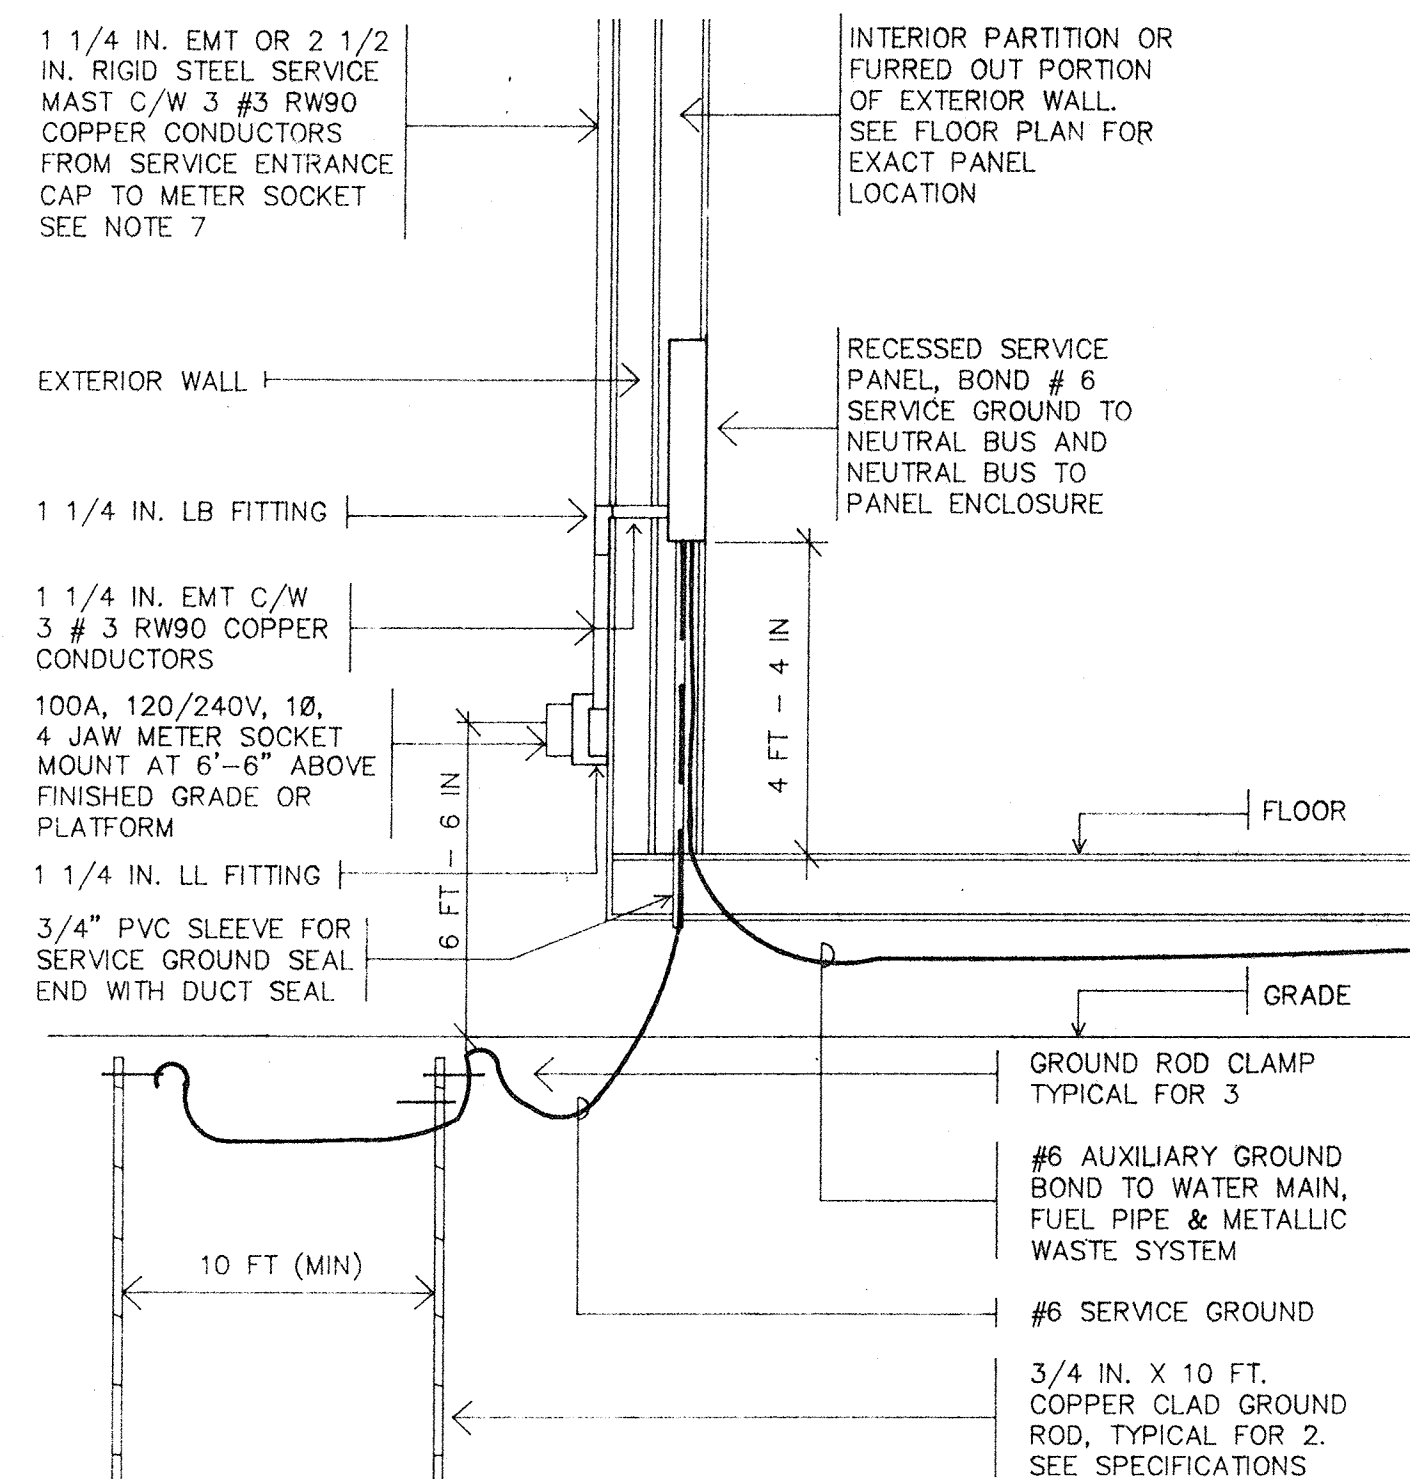 1 1/4 IN. EMT OR 2 1/2
IN. RIGID STEEL SERVICE
MAST C/W 3 #3 RW90
COPPER CONDUCTORS
FROM SERVICE ENTRANCE
CAP TO METER SOCKET
SEE NOTE 7
INTERIOR PARTITION OR
FURRED OUT PORTION
OF EXTERIOR WALL.
SEE FLOOR PLAN FOR
EXACT PANEL
LOCATION
EXTERIOR WALL
RECESSED SERVICE
PANEL, BOND # 6
SERVICE GROUND TO
NEUTRAL BUS AND
NEUTRAL BUS TO
PANEL ENCLOSURE
1 1/4 IN. LB FITTING
1 1/4 IN. EMT C/W
3 # 3 RW90 COPPER
CONDUCTORS
4 FT - 4 IN
100A, 120/240V, 1Ø,
4 JAW METER SOCKET
MOUNT AT 6'-6" ABOVE
FINISHED GRADE OR
PLATFORM
6 FT - 6 IN
FLOOR
1 1/4 IN. LL FITTING
3/4" PVC SLEEVE FOR
SERVICE GROUND SEAL
END WITH DUCT SEAL
GRADE
GROUND ROD CLAMP
TYPICAL FOR 3
#6 AUXILIARY GROUND
BOND TO WATER MAIN,
FUEL PIPE & METALLIC
WASTE SYSTEM
10 FT (MIN)
#6 SERVICE GROUND
3/4 IN. X 10 FT.
COPPER CLAD GROUND
ROD, TYPICAL FOR 2.
SEE SPECIFICATIONS